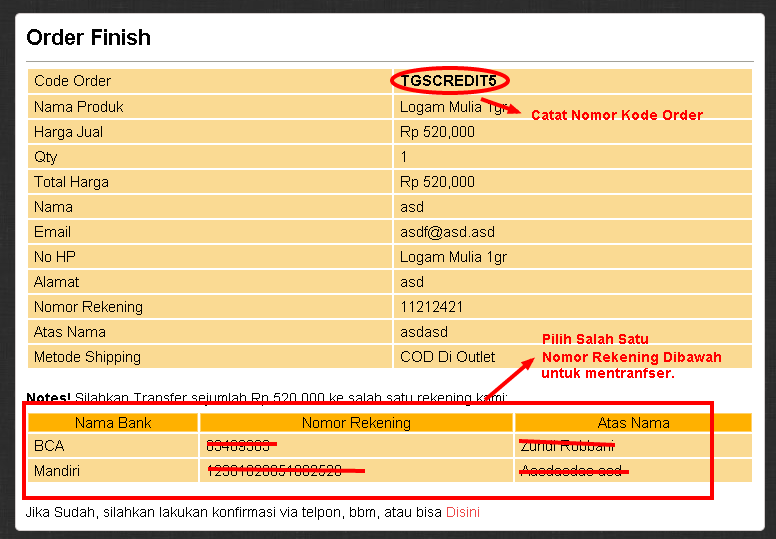 Order Finish
Code Order TGSCREDIT5
Nama Produk Logam Mulia 1gr
Catat Nomor Kode Order
Harga Jual Rp 520,000
Qty 1
Total Harga Rp 520,000
Nama asd
Email asdf@asd.asd
No HP Logam Mulia 1gr
Alamat asd
Nomor Rekening 11212421
Atas Nama asdasd
Metode Shipping COD Di Outlet
Pilih Salah Satu
Nomor Rekening Dibawah
untuk mentranfser.
Notes! Silahkan Transfer sejumlah Rp 520,000 ke salah satu rekening kami:
Nama Bank Nomor Rekening Atas Nama
BCA
Mandiri
Jika Sudah, silahkan lakukan konfirmasi via telpon, bbm, atau bisa Disini